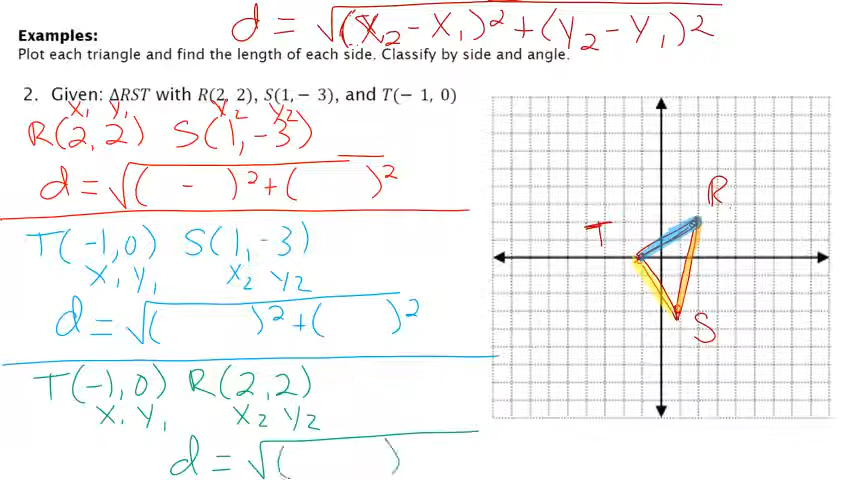 d = √(X₂ - X₁)² + (Y₂ - Y₁)²
Examples:
Plot each triangle and find the length of each side. Classify by side and angle.
2. Given: ΔRST with R(2, 2), S(1, − 3), and T(− 1, 0)
X₁ Y₁ X₂ Y₂
R(2, 2) S(1, -3)
d = √( - )² + ( )²
T(-1, 0) S(1, -3)
X₁ Y₁ X₂ Y₂
d = √( )² + ( )²
T(-1, 0) R(2, 2)
X₁ Y₁ X₂ Y₂
d = √( )
R
T
S